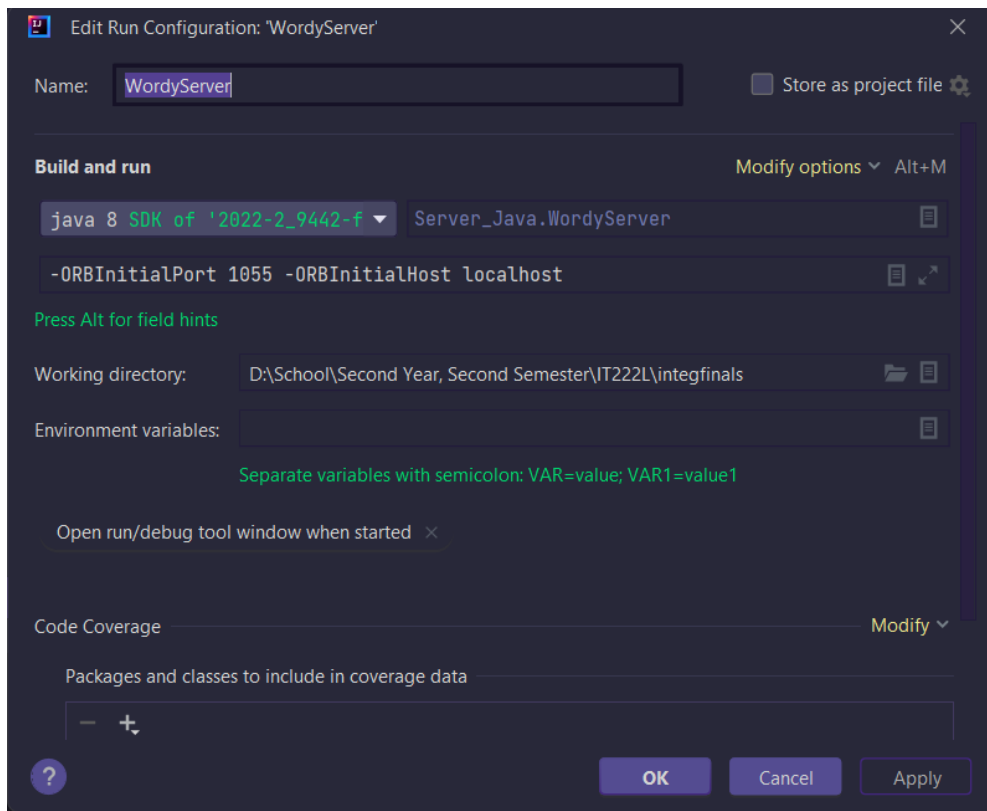 Edit Run Configuration: 'WordyServer'
Name: WordyServer Store as project file
Build and run Modify options Alt+M
java 8 SDK of '2022-2_9442-f Server_Java.WordyServer
-ORBInitialPort 1055 -ORBInitialHost localhost
Press Alt for field hints
Working directory: D:\School\Second Year, Second Semester\IT222L\integfinals
Environment variables:
Separate variables with semicolon: VAR=value; VAR1=value1
Open run/debug tool window when started
Code Coverage Modify
Packages and classes to include in coverage data
? OK Cancel Apply